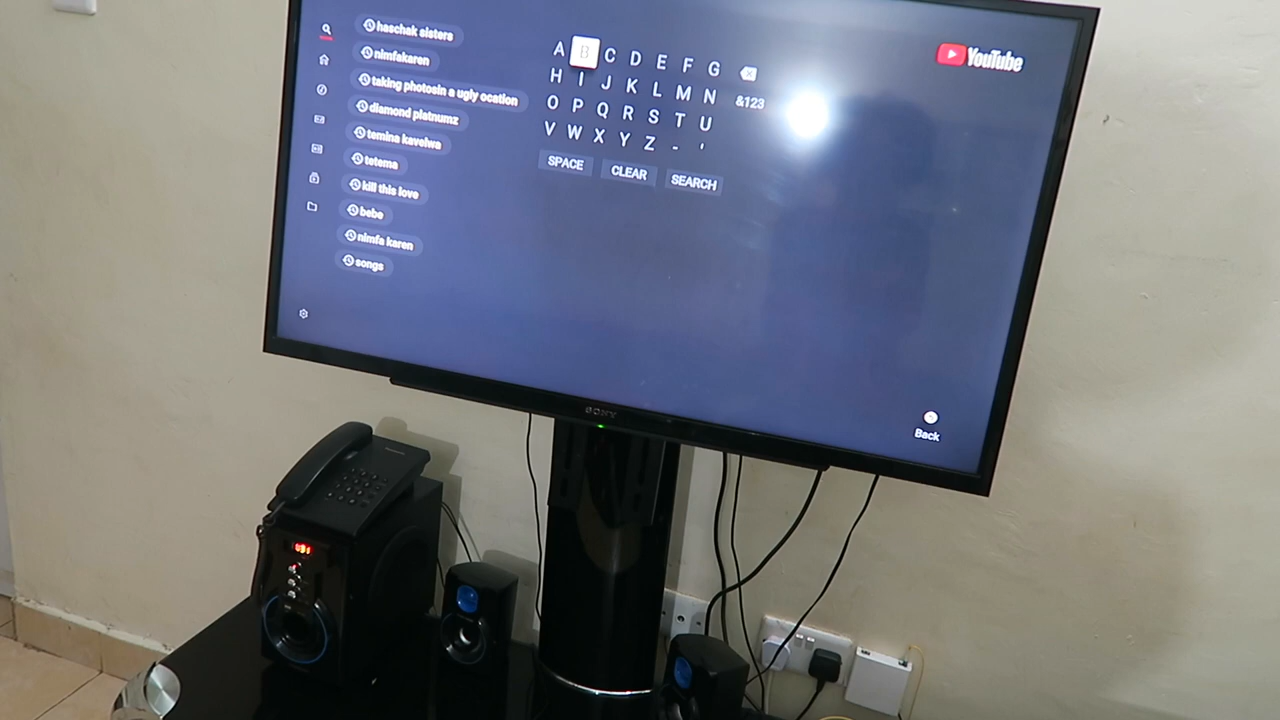 haschak sisters
nimfakaren
taking photosin a ugly ocation
diamond platnumz
temina kavelwa
tetema
kill this love
bebe
nimfa karen
songs
A B C D E F G
H I J K L M N
&123
O P Q R S T U
V W X Y Z - '
SPACE CLEAR SEARCH
YouTube
Back
SONY